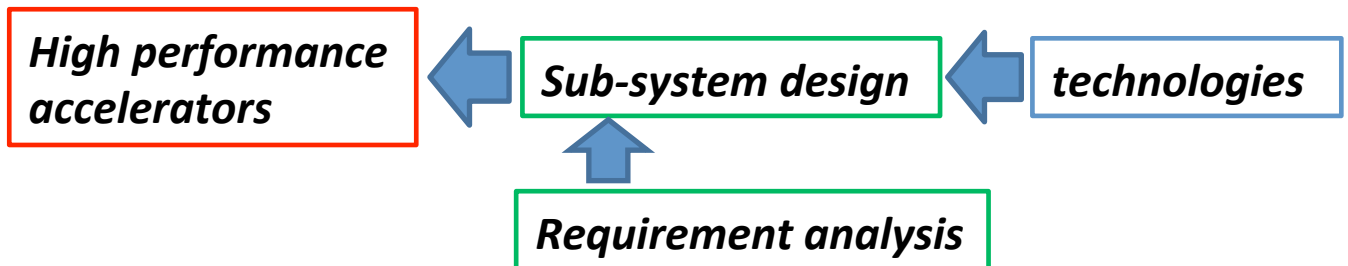 High performance
accelerators
Sub-system design
technologies
Requirement analysis